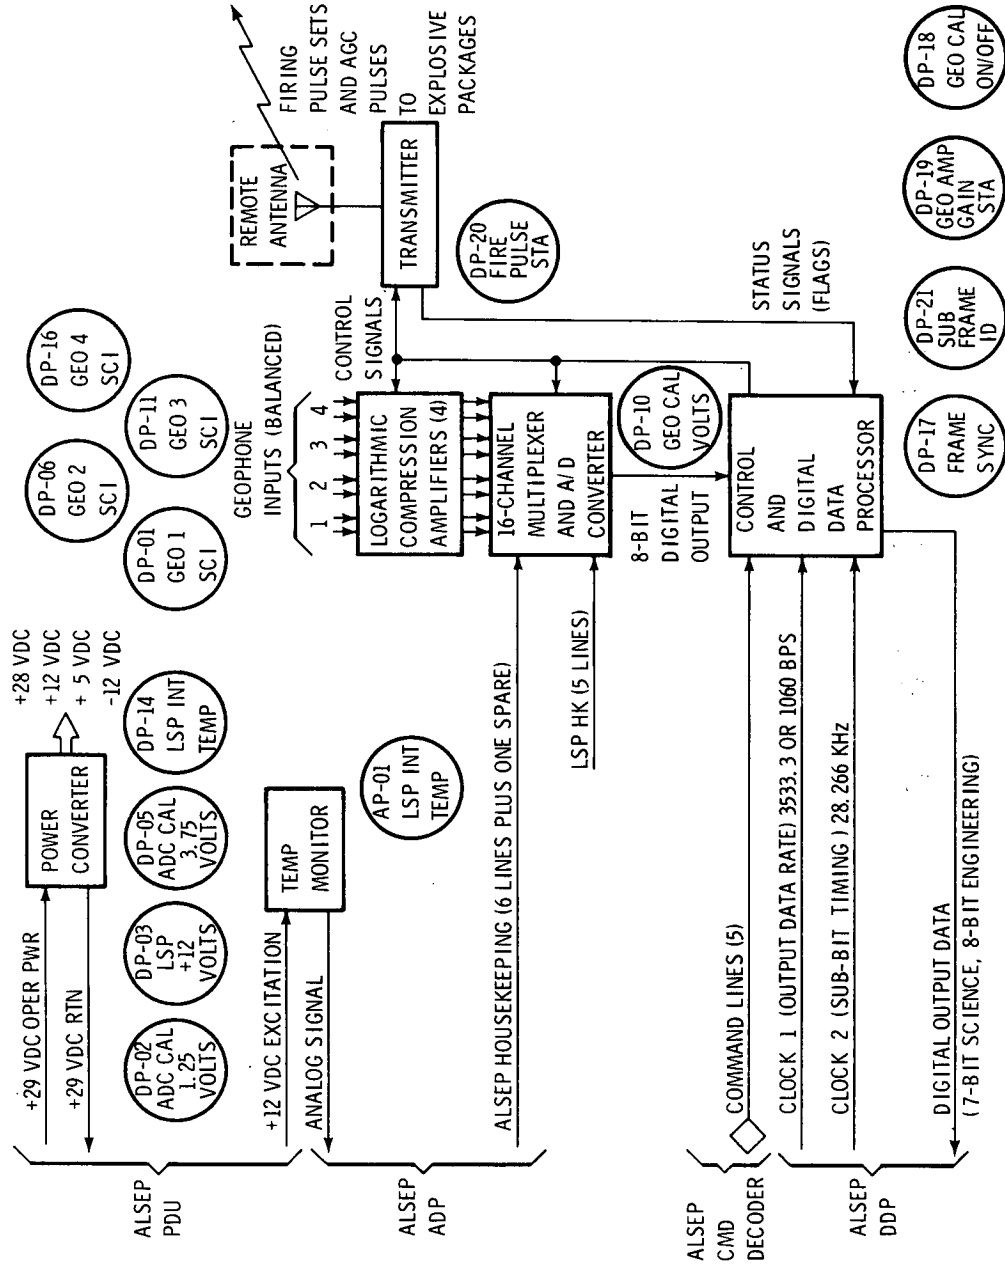 +28 VDC
+12 VDC
+ 5 VDC
-12 VDC
POWER
CONVERTER
+29 VDC OPER PWR
+29 VDC RTN
DP-02
ADC CAL
1.25
VOLTS
DP-03
LSP
+12
VOLTS
DP-05
ADC CAL
3.75
VOLTS
DP-14
LSP INT
TEMP
DP-01
GEO 1
SCI
DP-06
GEO 2
SCI
DP-11
GEO 3
SCI
DP-16
GEO 4
SCI
ALSEP
PDU
+12 VDC EXCITATION
ANALOG SIGNAL
TEMP
MONITOR
AP-01
LSP INT
TEMP
ALSEP
ADP
ALSEP HOUSEKEEPING (6 LINES PLUS ONE SPARE)
LSP HK (5 LINES)
GEOPHONE
INPUTS (BALANCED)
1 2 3 4
LOGARITHMIC
COMPRESSION
AMPLIFIERS (4)
16-CHANNEL
MULTIPLEXER
AND A/D
CONVERTER
CONTROL
SIGNALS
REMOTE
ANTENNA
FIRING
PULSE SETS
AND AGC
PULSES
TO
EXPLOSIVE
PACKAGES
TRANSMITTER
DP-20
FIRE
PULSE
STA
8-BIT
DIGITAL
OUTPUT
DP-10
GEO CAL
VOLTS
STATUS
SIGNALS
(FLAGS)
ALSEP
CMD
DECODER
COMMAND LINES (5)
CLOCK 1 (OUTPUT DATA RATE) 3533.3 OR 1060 BPS
CLOCK 2 (SUB-BIT TIMING) 28.266 KHz
CONTROL
AND
DIGITAL
DATA
PROCESSOR
ALSEP
DDP
DIGITAL OUTPUT DATA
(7-BIT SCIENCE, 8-BIT ENGINEERING)
DP-17
FRAME
SYNC
DP-21
SUB
FRAME
ID
DP-19
GEO AMP
GAIN
STA
DP-18
GEO CAL
ON/OFF